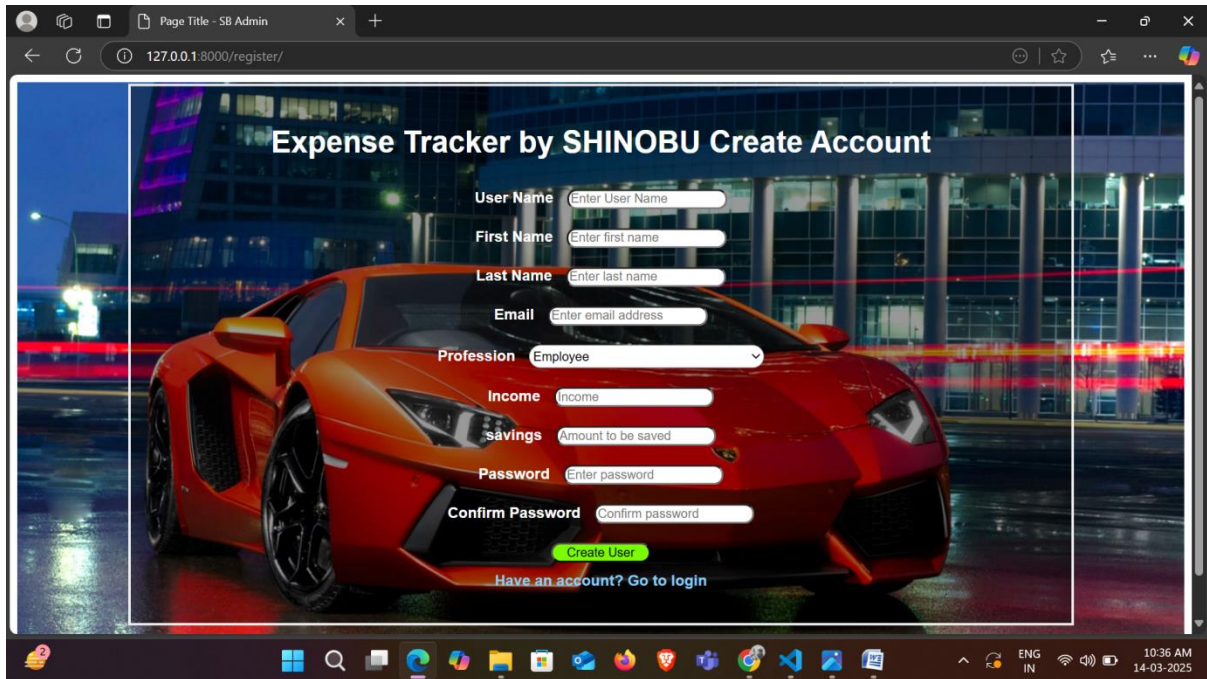 Page Title - SB Admin
127.0.0.1:8000/register/
Expense Tracker by SHINOBU Create Account
User Name Enter User Name
First Name Enter first name
Last Name Enter last name
Email Enter email address
Profession Employee
Income Income
savings Amount to be saved
Password Enter password
Confirm Password Confirm password
Create User
Have an account? Go to login
2
ENG
IN
10:36 AM
14-03-2025